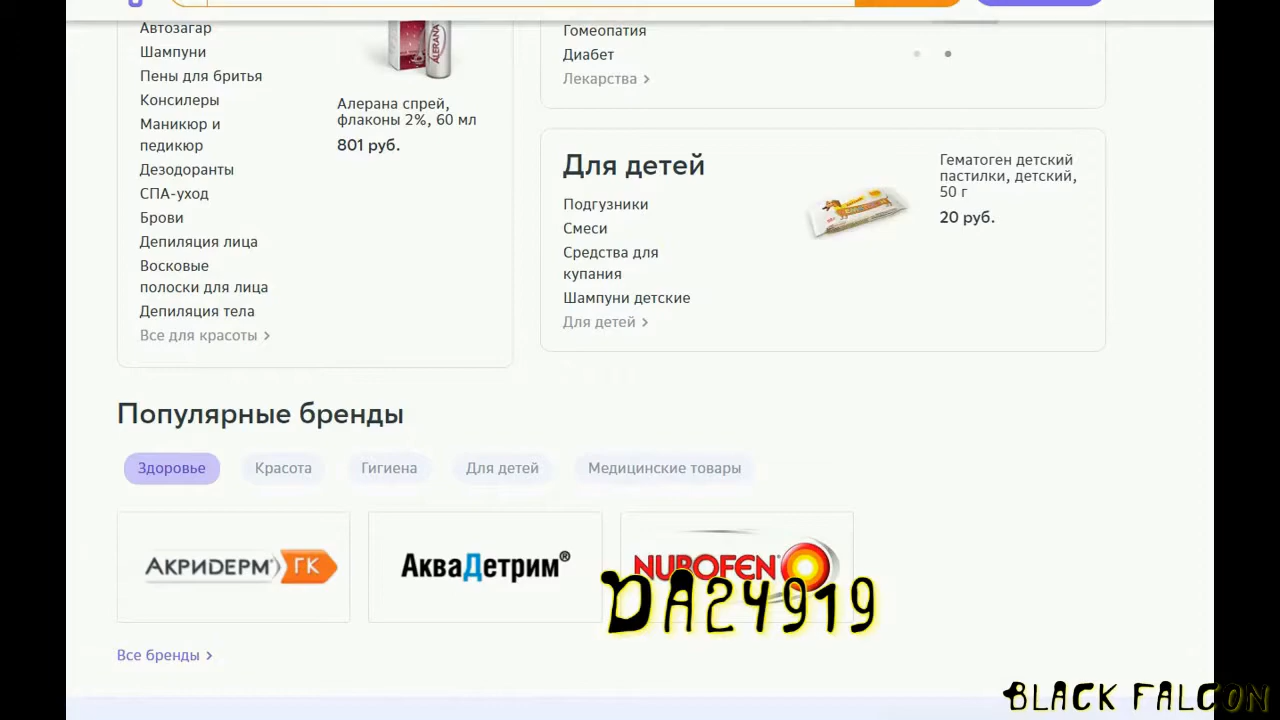 Автозагар
Шампуни
Пены для бритья
Консилеры
Маникюр и
педикюр
Дезодоранты
СПА-уход
Брови
Депиляция лица
Восковые
полоски для лица
Депиляция тела
Все для красоты >
ALERANA
Алерана спрей,
флаконы 2%, 60 мл
801 руб.
Гомеопатия
Диабет
Лекарства >
Для детей
Подгузники
Смеси
Средства для
купания
Шампуни детские
Для детей >
Гематоген детский
пастилки, детский,
50 г
20 руб.
Популярные бренды
Здоровье
Красота
Гигиена
Для детей
Медицинские товары
АКРИДЕРМ ГК
АкваДетрим®
NUROFEN
DA24919
Все бренды >
BLACK FALCON